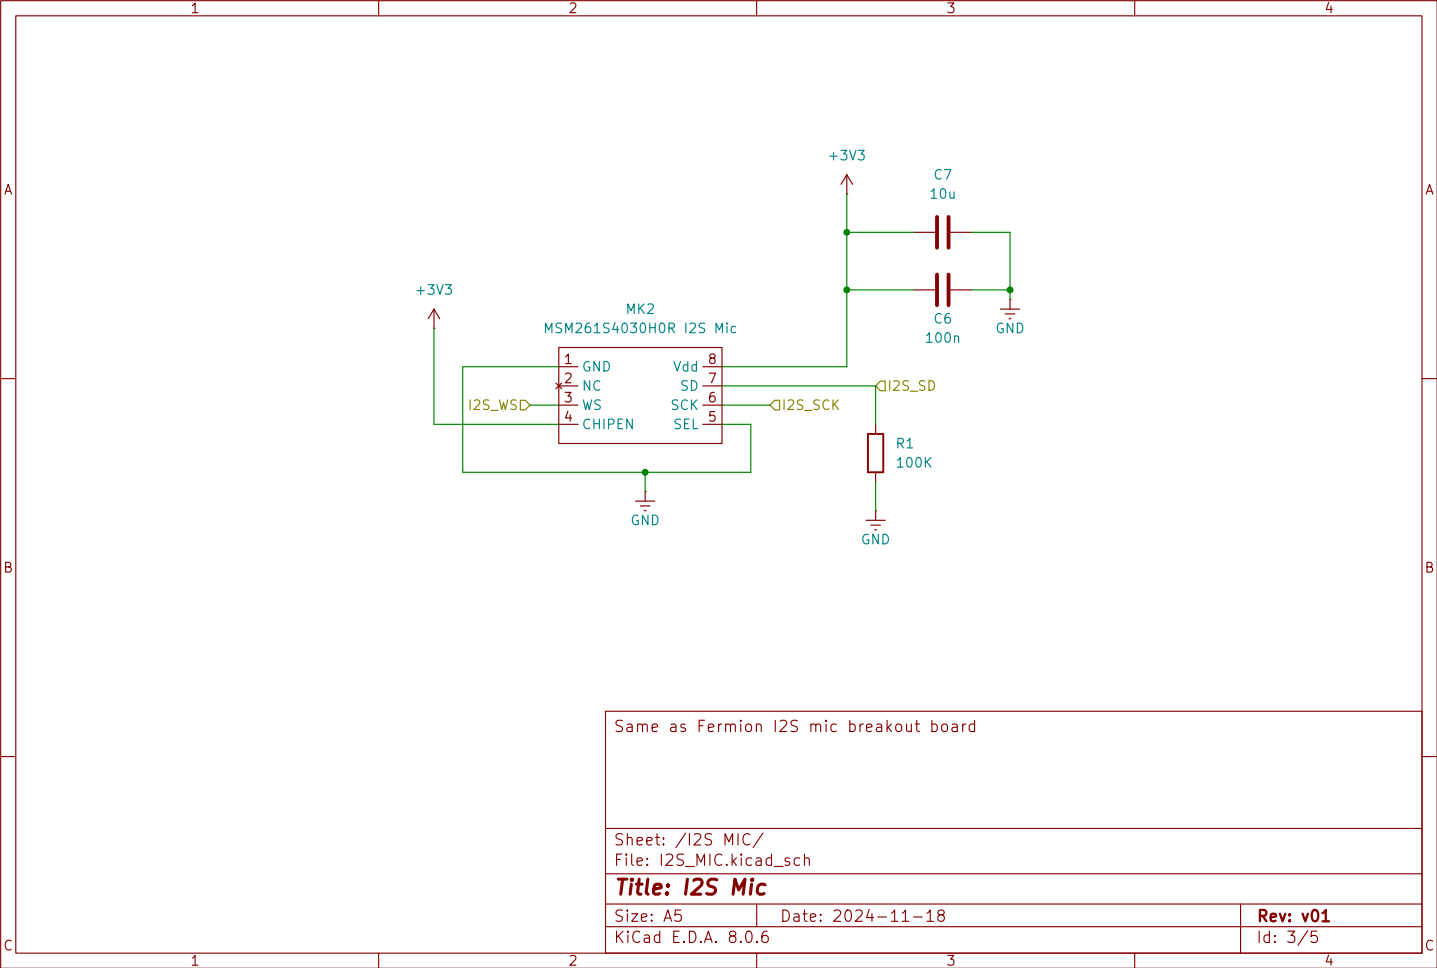 1 2 3 4
A A
+3V3
C7
10u
+3V3
C6
100n
GND
MK2
MSM261S4030H0R I2S Mic
1 GND Vdd 8
2 NC SD 7 I2S_SD
I2S_WS 3 WS SCK 6 I2S_SCK
4 CHIPEN SEL 5
R1
100K
GND
GND
B B
Same as Fermion I2S mic breakout board
Sheet: /I2S MIC/
File: I2S_MIC.kicad_sch
Title: I2S Mic
Size: A5 Date: 2024-11-18 Rev: v01
KiCad E.D.A. 8.0.6 Id: 3/5
C C
1 2 3 4